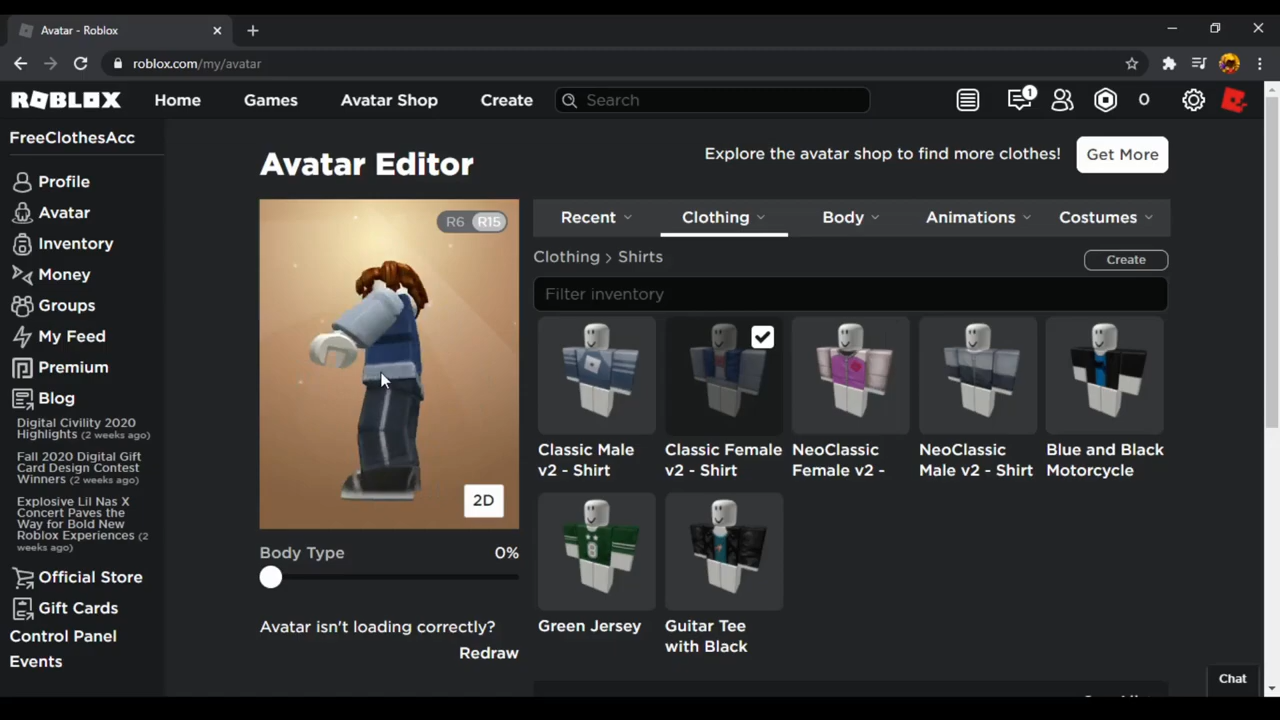 Avatar - Roblox
roblox.com/my/avatar
ROBLOX
Home
Games
Avatar Shop
Create
Search
1
0
FreeClothesAcc
Profile
Avatar
Inventory
Money
Groups
My Feed
Premium
Blog
Digital Civility 2020
Highlights (2 weeks ago)
Fall 2020 Digital Gift
Card Design Contest
Winners (2 weeks ago)
Explosive Lil Nas X
Concert Paves the
Way for Bold New
Roblox Experiences (2
weeks ago)
Official Store
Gift Cards
Control Panel
Events
Avatar Editor
Explore the avatar shop to find more clothes!
Get More
R6 R15
2D
Body Type
0%
Avatar isn't loading correctly?
Redraw
Recent
Clothing
Body
Animations
Costumes
Clothing > Shirts
Create
Filter inventory
Classic Male
v2 - Shirt
Classic Female
v2 - Shirt
NeoClassic
Female v2 -
NeoClassic
Male v2 - Shirt
Blue and Black
Motorcycle
Green Jersey
Guitar Tee
with Black
Chat